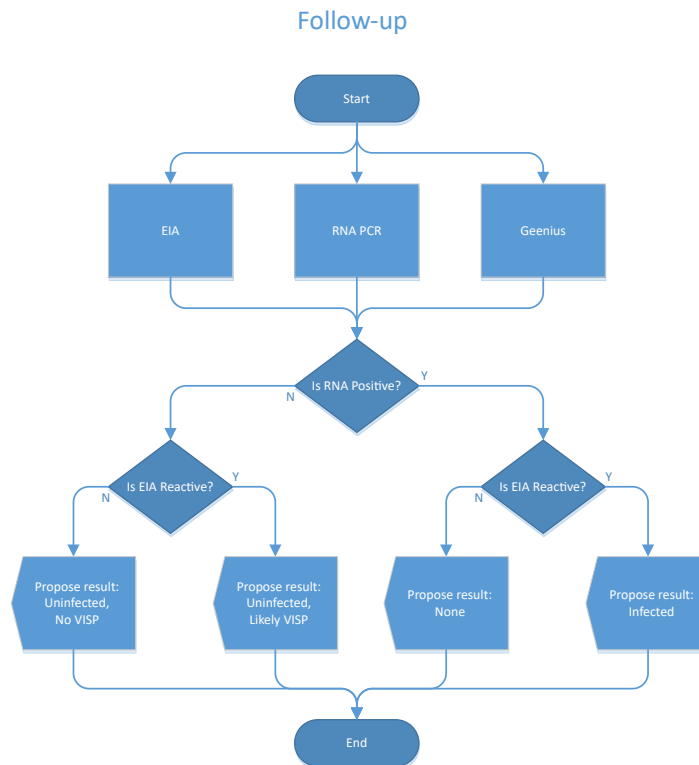 Follow-up
Start
EIA
RNA PCR
Geenius
Is RNA Positive?
N
Y
Is EIA Reactive?
N
Y
Is EIA Reactive?
N
Y
Propose result:
Uninfected,
No VISP
Propose result:
Uninfected,
Likely VISP
Propose result:
None
Propose result:
Infected
End